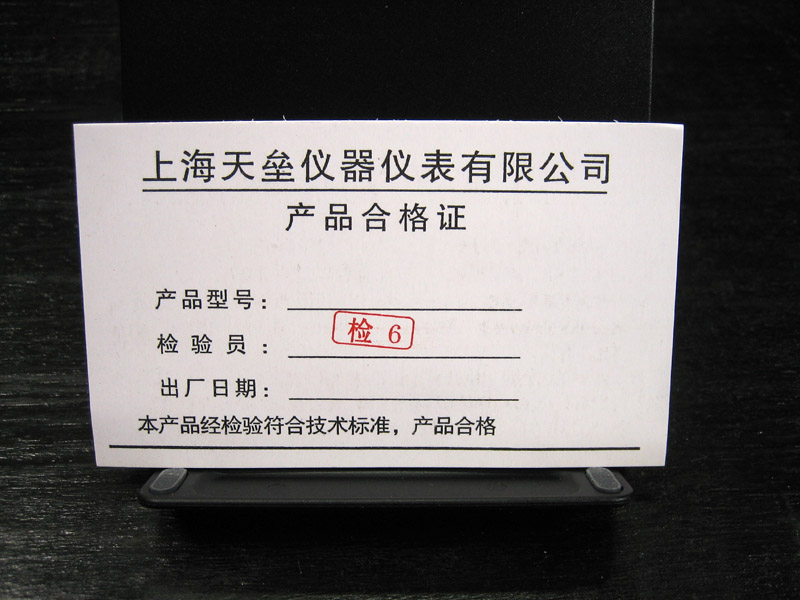 上海天垒仪器仪表有限公司
产品合格证
产品型号：
检验员：
检 6
出厂日期：
本产品经检验符合技术标准，产品合格